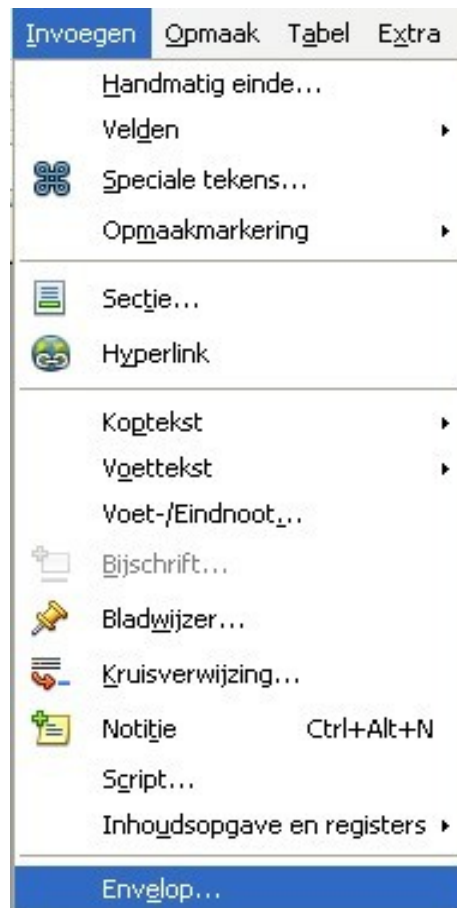 Invoegen Opmaak Tabel Extra
Handmatig einde...
Velden
Speciale tekens...
Opmaakmarkering
Sectie...
Hyperlink
Koptekst
Voettekst
Voet-/Eindnoot...
Bijschrift...
Bladwijzer...
Kruisverwijzing...
Notitie Ctrl+Alt+N
Script...
Inhoudsopgave en registers
Envelop...